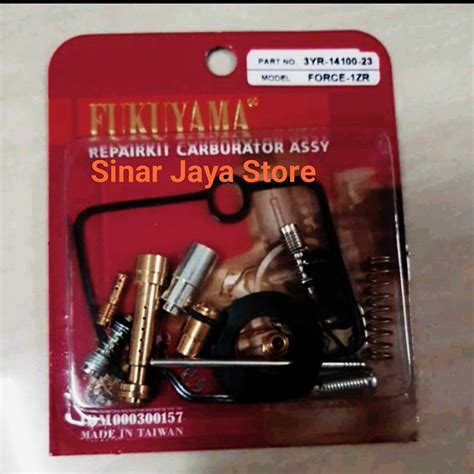 PART NO. 3YR-14100-23
MODEL FORCE-1ZR
FUKUYAMA
REPAIRKIT CARBURATOR ASSY
Sinar Jaya Store
MADE IN TAIWAN